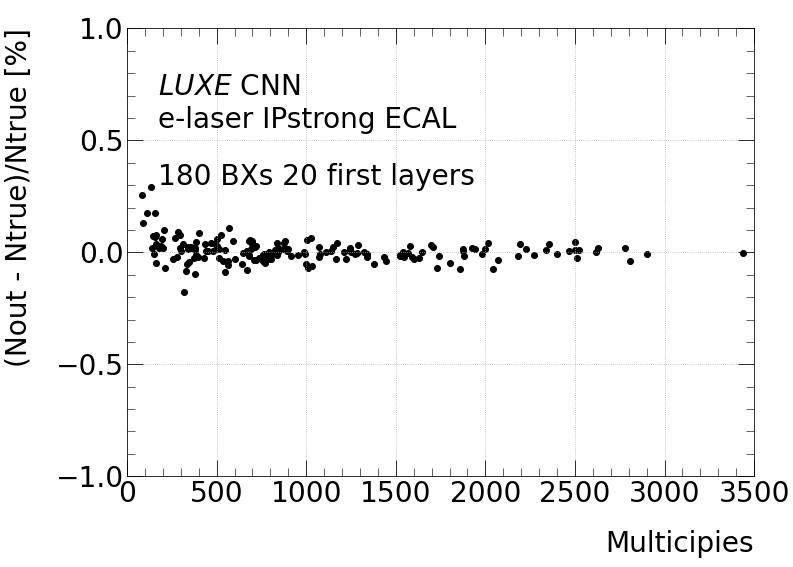 (Nout - Ntrue)/Ntrue [%]
1.0
0.5
0.0
−0.5
−1.0
LUXE CNN
e-laser IPstrong ECAL
180 BXs 20 first layers
0 500 1000 1500 2000 2500 3000 3500
Multicipies